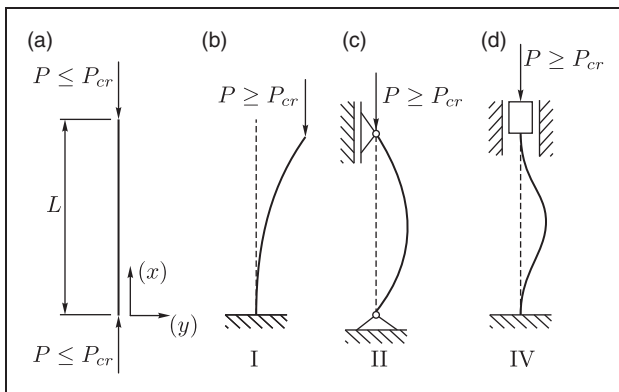 (a)
P ≤ P_cr
L
(x)
(y)
P ≤ P_cr
(b)
P ≥ P_cr
I
(c)
P ≥ P_cr
II
(d)
P ≥ P_cr
IV